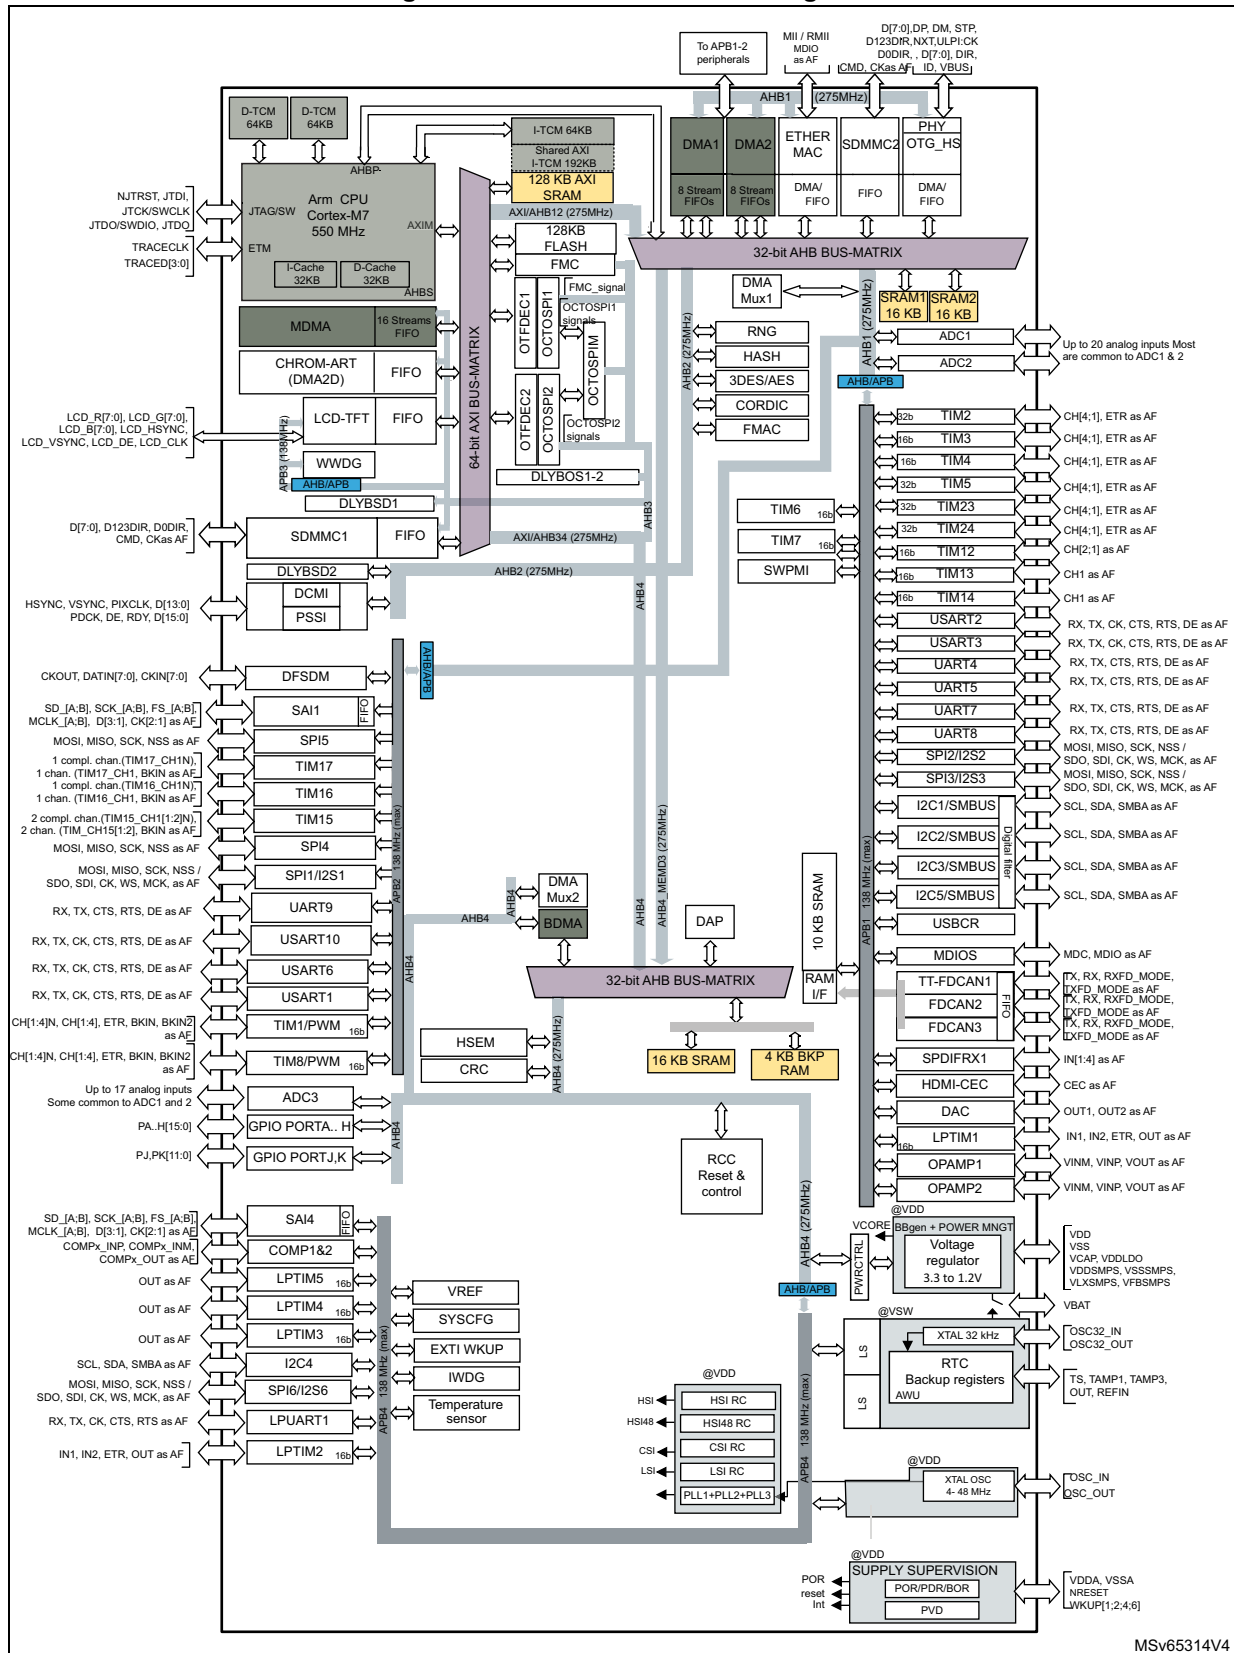 To APB1-2
peripherals
MII / RMII
MDIO
as AF
D[7:0],DP, DM, STP,
D123DIR,NXT,ULPI:CK
D0DIR, , D[7:0], DIR,
CMD, CKas AF
ID, VBUS
AHB1 (275MHz)
D-TCM
64KB
D-TCM
64KB
I-TCM 64KB
Shared AXI
I-TCM 192KB
128 KB AXI
SRAM
DMA1
8 Stream
FIFOs
DMA2
8 Stream
FIFOs
ETHER
MAC
DMA/
FIFO
SDMMC2
FIFO
PHY
OTG_HS
DMA/
FIFO
AHBP
Arm CPU
Cortex-M7
550 MHz
JTAG/SW
ETM
AXIM
AHBS
I-Cache
32KB
D-Cache
32KB
NJTRST, JTDI,
JTCK/SWCLK
JTDO/SWDIO, JTDO
TRACECLK
TRACED[3:0]
AXI/AHB12 (275MHz)
128KB
FLASH
FMC
FMC_signal
32-bit AHB BUS-MATRIX
DMA
Mux1
SRAM1
16 KB
SRAM2
16 KB
64-bit AXI BUS-MATRIX
MDMA
16 Streams
FIFO
CHROM-ART
(DMA2D)
FIFO
LCD-TFT
FIFO
LCD_R[7:0], LCD_G[7:0],
LCD_B[7:0], LCD_HSYNC,
LCD_VSYNC, LCD_DE, LCD_CLK
APB3 (138MHz)
WWDG
AHB/APB
DLYBSD1
D[7:0], D123DIR, D0DIR,
CMD, CKas AF
SDMMC1
FIFO
OTFDEC1
OCTOSPI1
OCTOSPI1
signals
OCTOSPIM
OTFDEC2
OCTOSPI2
OCTOSPI2
signals
DLYBOS1-2
AHB3
AXI/AHB34 (275MHz)
AHB2 (275MHz)
RNG
HASH
3DES/AES
CORDIC
FMAC
AHB1 (275MHz)
AHB/APB
ADC1
ADC2
Up to 20 analog inputs Most
are common to ADC1 & 2
DLYBSD2
DCMI
PSSI
HSYNC, VSYNC, PIXCLK, D[13:0]
PDCK, DE, RDY, D[15:0]
AHB2 (275MHz)
AHB4
AHB/APB
TIM6
16b
TIM7
16b
SWPMI
32b
TIM2
CH[4;1], ETR as AF
16b
TIM3
CH[4;1], ETR as AF
16b
TIM4
CH[4;1], ETR as AF
32b
TIM5
CH[4;1], ETR as AF
32b
TIM23
CH[4;1], ETR as AF
32b
TIM24
CH[4;1], ETR as AF
16b
TIM12
CH[2;1] as AF
16b
TIM13
CH1 as AF
16b
TIM14
CH1 as AF
USART2
RX, TX, CK, CTS, RTS, DE as AF
USART3
RX, TX, CK, CTS, RTS, DE as AF
UART4
RX, TX, CTS, RTS, DE as AF
UART5
RX, TX, CTS, RTS, DE as AF
UART7
RX, TX, CTS, RTS, DE as AF
UART8
RX, TX, CTS, RTS, DE as AF
SPI2/I2S2
MOSI, MISO, SCK, NSS /
SDO, SDI, CK, WS, MCK, as AF
SPI3/I2S3
MOSI, MISO, SCK, NSS /
SDO, SDI, CK, WS, MCK, as AF
I2C1/SMBUS
SCL, SDA, SMBA as AF
I2C2/SMBUS
SCL, SDA, SMBA as AF
I2C3/SMBUS
SCL, SDA, SMBA as AF
I2C5/SMBUS
SCL, SDA, SMBA as AF
Digital filter
USBCR
MDIOS
MDC, MDIO as AF
TT-FDCAN1
TX, RX, RXFD_MODE,
TXFD_MODE as AF
FDCAN2
TX, RX, RXFD_MODE,
TXFD_MODE as AF
FDCAN3
TX, RX, RXFD_MODE,
TXFD_MODE as AF
FIFO
SPDIFRX1
IN[1:4] as AF
HDMI-CEC
CEC as AF
DAC
OUT1, OUT2 as AF
16b
LPTIM1
IN1, IN2, ETR, OUT as AF
OPAMP1
VINM, VINP, VOUT as AF
OPAMP2
VINM, VINP, VOUT as AF
APB1 138 MHz (max)
10 KB SRAM
RAM
I/F
CKOUT, DATIN[7:0], CKIN[7:0]
DFSDM
SD_[A;B], SCK_[A;B], FS_[A;B],
MCLK_[A;B], D[3:1], CK[2:1] as AF
SAI1
FIFO
MOSI, MISO, SCK, NSS as AF
SPI5
1 compl. chan.(TIM17_CH1N),
1 chan. (TIM17_CH1, BKIN as AF
TIM17
1 compl. chan.(TIM16_CH1N),
1 chan. (TIM16_CH1, BKIN as AF
TIM16
2 compl. chan.(TIM15_CH1[1:2]N),
2 chan. (TIM_CH15[1:2], BKIN as AF
TIM15
MOSI, MISO, SCK, NSS as AF
SPI4
MOSI, MISO, SCK, NSS /
SDO, SDI, CK, WS, MCK, as AF
SPI1/I2S1
RX, TX, CTS, RTS, DE as AF
UART9
RX, TX, CK, CTS, RTS, DE as AF
USART10
RX, TX, CK, CTS, RTS, DE as AF
USART6
RX, TX, CK, CTS, RTS, DE as AF
USART1
CH[1:4]N, CH[1:4], ETR, BKIN, BKIN2
as AF
TIM1/PWM
16b
CH[1:4]N, CH[1:4], ETR, BKIN, BKIN2
as AF
TIM8/PWM
16b
APB2 138 MHz (max)
Up to 17 analog inputs
Some common to ADC1 and 2
ADC3
PA..H[15:0]
GPIO PORTA.. H
PJ,PK[11:0]
GPIO PORTJ,K
AHB4
AHB4
AHB4
AHB4
DMA
Mux2
BDMA
AHB4
AHB4_MEMD3 (275MHz)
DAP
32-bit AHB BUS-MATRIX
HSEM
CRC
AHB4 (275MHz)
16 KB SRAM
4 KB BKP
RAM
RCC
Reset &
control
AHB4 (275MHz)
AHB/APB
@VDD
VCORE
BBgen + POWER MNGT
PWRCTRL
Voltage
regulator
3.3 to 1.2V
VDD
VSS
VCAP, VDDLDO
VDDSMPS, VSSSMPS,
VLXSMPS, VFBSMPS
VBAT
@VSW
LS
LS
XTAL 32 kHz
RTC
Backup registers
AWU
OSC32_IN
OSC32_OUT
TS, TAMP1, TAMP3,
OUT, REFIN
SD_[A;B], SCK_[A;B], FS_[A;B],
MCLK_[A;B], D[3:1], CK[2:1] as AF
SAI4
FIFO
COMPx_INP, COMPx_INM,
COMPx_OUT as AF
COMP1&2
OUT as AF
LPTIM5
16b
OUT as AF
LPTIM4
16b
OUT as AF
LPTIM3
16b
SCL, SDA, SMBA as AF
I2C4
MOSI, MISO, SCK, NSS /
SDO, SDI, CK, WS, MCK, as AF
SPI6/I2S6
RX, TX, CK, CTS, RTS as AF
LPUART1
IN1, IN2, ETR, OUT as AF
LPTIM2
16b
APB4 138 MHz (max)
VREF
SYSCFG
EXTI WKUP
IWDG
Temperature
sensor
@VDD
HSI
HSI RC
HSI48
HSI48 RC
CSI
CSI RC
LSI
LSI RC
PLL1+PLL2+PLL3
APB4 138 MHz (max)
@VDD
XTAL OSC
4- 48 MHz
OSC_IN
OSC_OUT
@VDD
SUPPLY SUPERVISION
POR
reset
Int
POR/PDR/BOR
PVD
VDDA, VSSA
NRESET
WKUP[1;2;4;6]
MSv65314V4